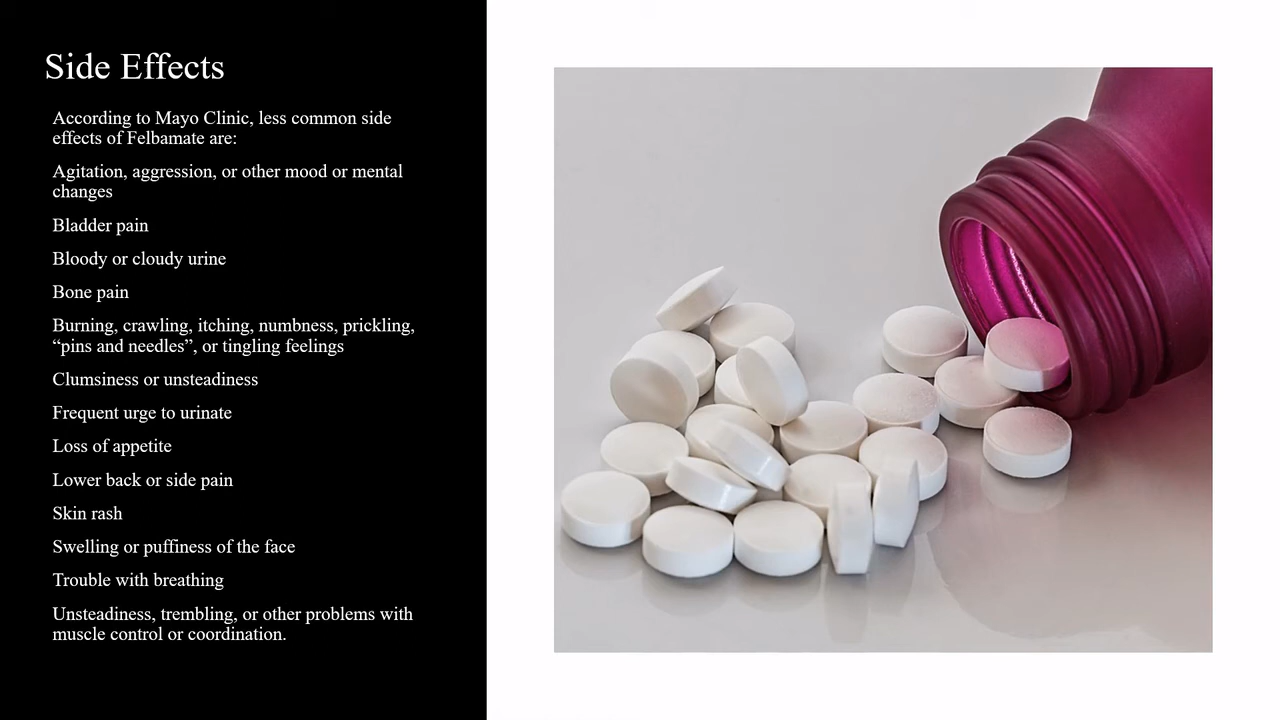 Side Effects
According to Mayo Clinic, less common side
effects of Felbamate are:
Agitation, aggression, or other mood or mental
changes
Bladder pain
Bloody or cloudy urine
Bone pain
Burning, crawling, itching, numbness, prickling,
“pins and needles”, or tingling feelings
Clumsiness or unsteadiness
Frequent urge to urinate
Loss of appetite
Lower back or side pain
Skin rash
Swelling or puffiness of the face
Trouble with breathing
Unsteadiness, trembling, or other problems with
muscle control or coordination.